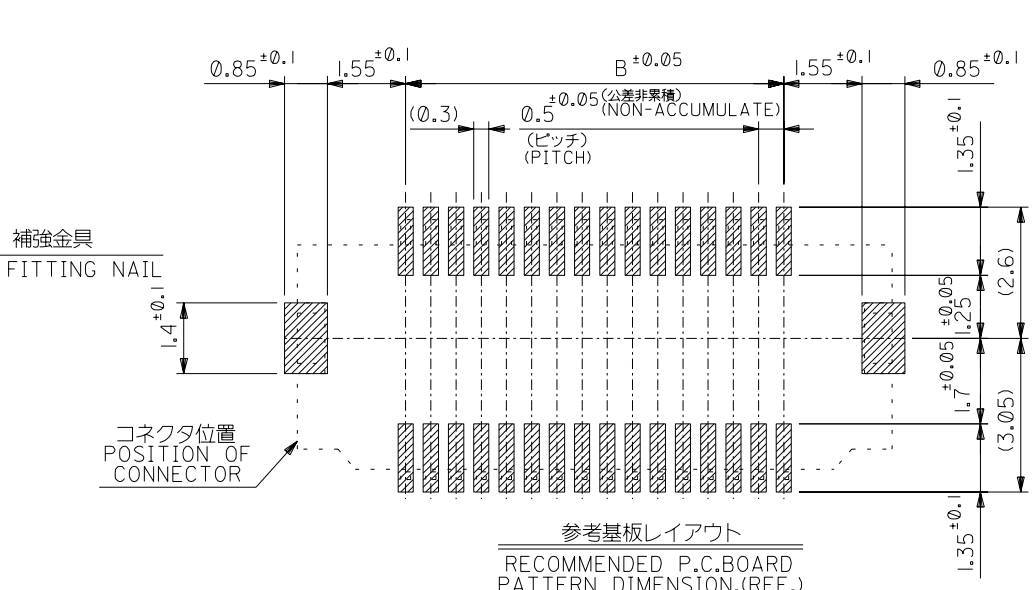 0.85±0.1
1.55±0.1
B±0.05
1.55±0.1
0.85±0.1
(0.3)
0.5±0.05(公差非累積)
(NON-ACCUMULATE)
(ピッチ)
(PITCH)
1.35±0.1
補強金具
FITTING NAIL
(2.6)
1.4±0.1
1.25±0.05
1.7±0.05
(3.05)
コネクタ位置
POSITION OF
CONNECTOR
1.35±0.1
参考基板レイアウト
RECOMMENDED P.C.BOARD
PATTERN DIMENSION.(REF.)